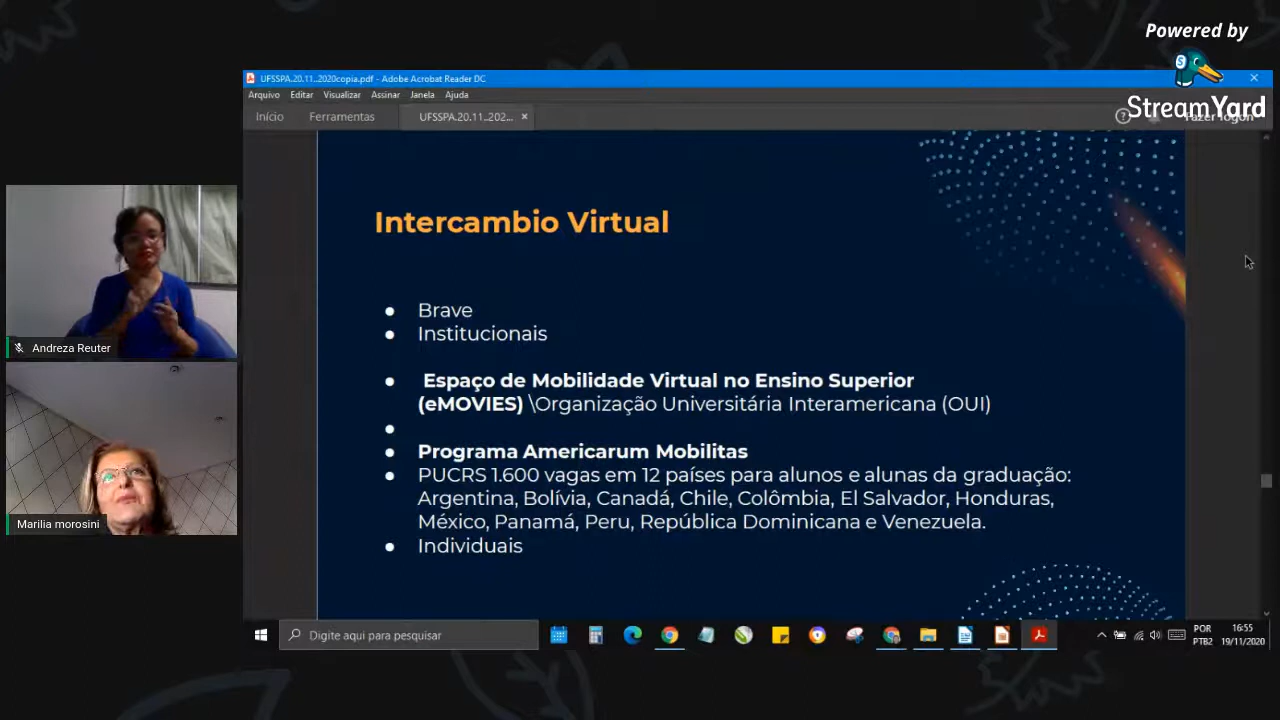 Powered by
StreamYard
UFSSPA.20.11..2020copia.pdf - Adobe Acrobat Reader DC
Arquivo Editar Visualizar Assinar Janela Ajuda
Início Ferramentas UFSSPA.20.11..202... × Fazer logon
Intercambio Virtual
● Brave
● Institucionais
● Espaço de Mobilidade Virtual no Ensino Superior
(eMOVIES) \Organização Universitária Interamericana (OUI)
●
● Programa Americarum Mobilitas
● PUCRS 1.600 vagas em 12 países para alunos e alunas da graduação:
Argentina, Bolívia, Canadá, Chile, Colômbia, El Salvador, Honduras,
México, Panamá, Peru, República Dominicana e Venezuela.
● Individuais
Andreza Reuter
Marilia morosini
Digite aqui para pesquisar
POR
PTB2
16:55
19/11/2020